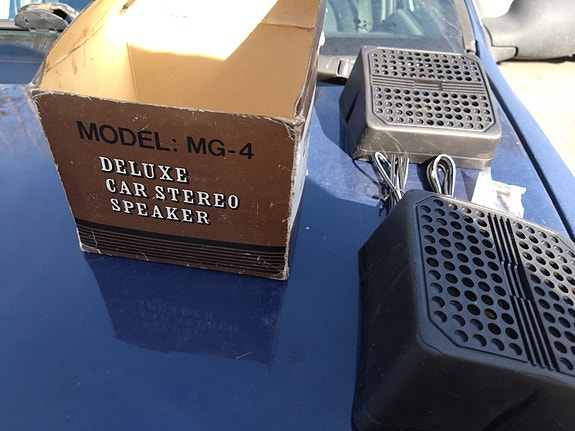 MODEL: MG-4
DELUXE
CAR STEREO
SPEAKER